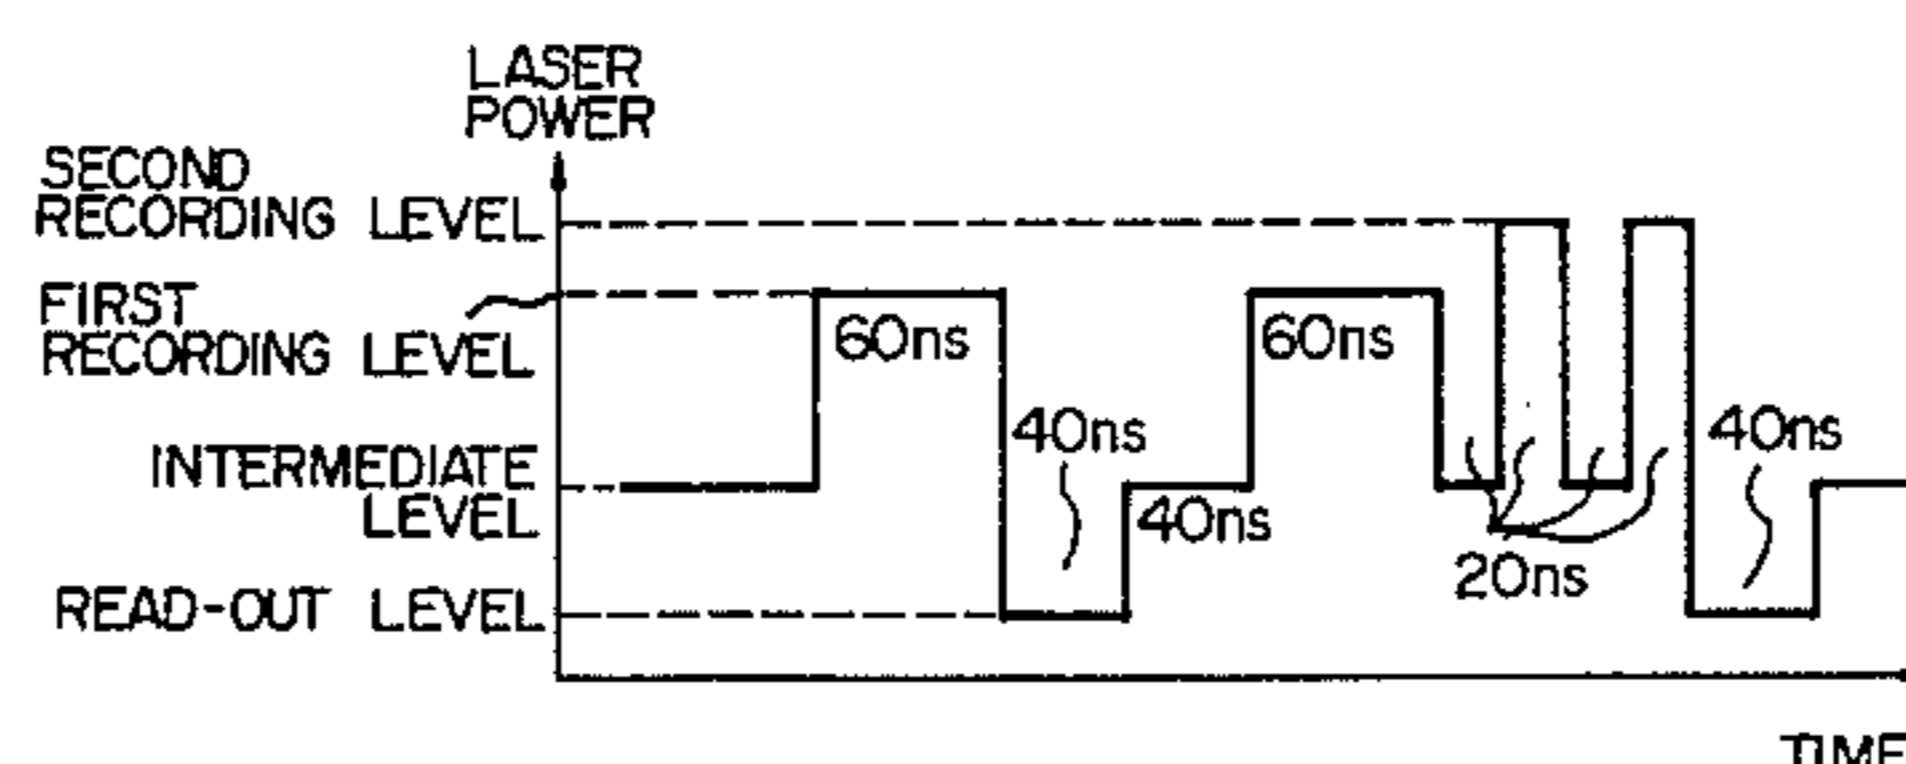 LASER
POWER
SECOND
RECORDING LEVEL
FIRST
RECORDING LEVEL
60ns
60ns
40ns
40ns
INTERMEDIATE
LEVEL
40ns
20ns
READ-OUT LEVEL
TIME